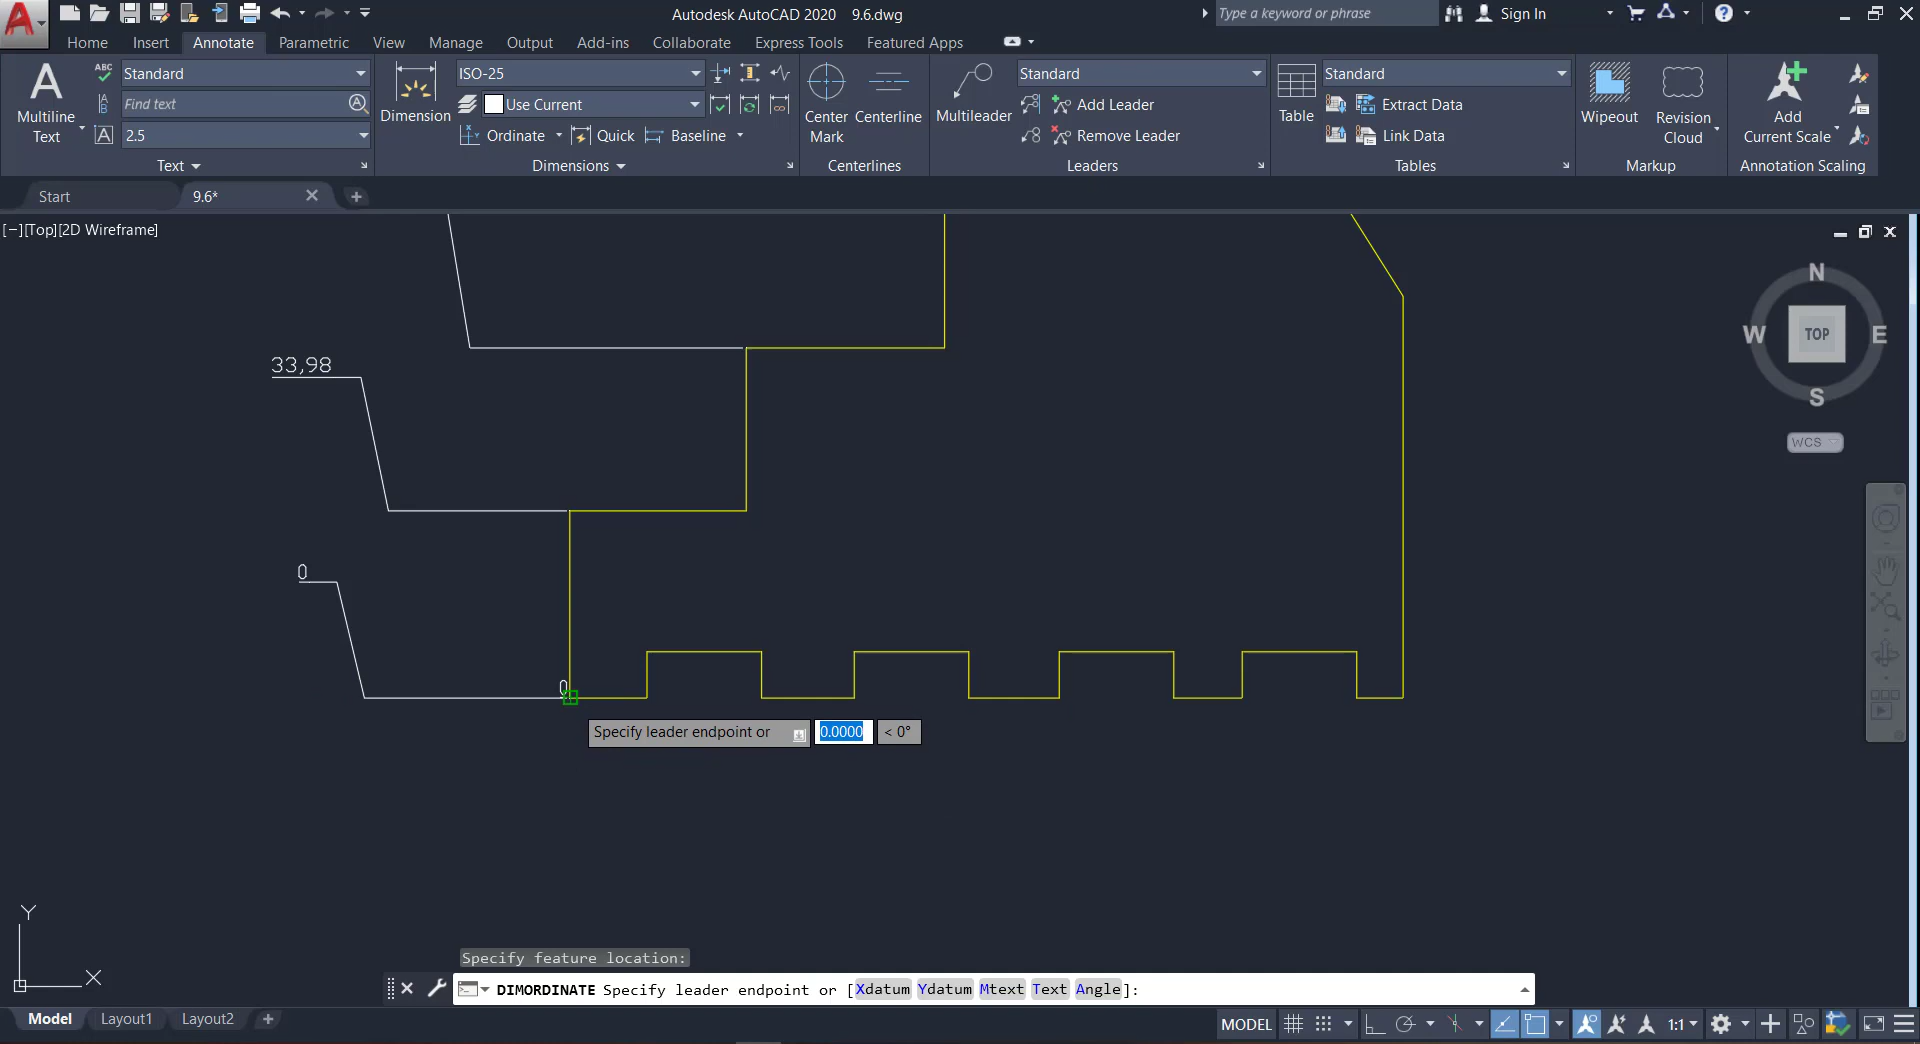 Autodesk AutoCAD 2020 9.6.dwg
Type a keyword or phrase
Sign In
Home Insert Annotate Parametric View Manage Output Add-ins Collaborate Express Tools Featured Apps
Multiline Text
ABC
Standard
Find text
2.5
Text
Dimension
ISO-25
Use Current
Ordinate Quick Baseline
Dimensions
Center Mark
Centerline
Centerlines
Multileader
Standard
Add Leader
Remove Leader
Leaders
Table
Standard
Extract Data
Link Data
Tables
Wipeout
Revision Cloud
Markup
Add Current Scale
Annotation Scaling
Start 9.6*
[−][Top][2D Wireframe]
N
W TOP E
S
WCS
33,98
0
0
Specify leader endpoint or 0.0000 < 0°
Y
X
Specify feature location:
DIMORDINATE Specify leader endpoint or [Xdatum Ydatum Mtext Text Angle]:
Model Layout1 Layout2
MODEL 1:1